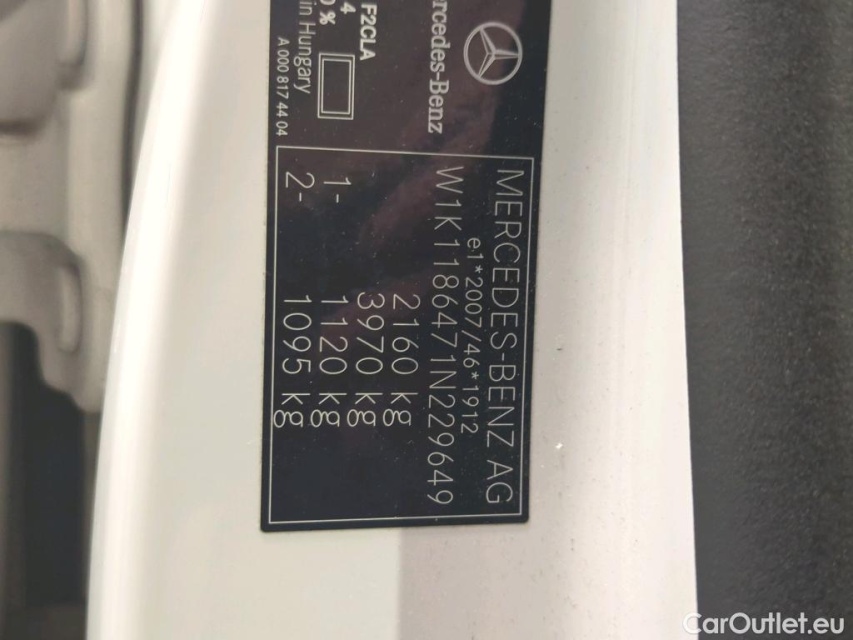 Mercedes-Benz
F2CLA
4
0 %
in Hungary
A 000 817 44 04
MERCEDES-BENZ AG
e1*2007/46*1912
W1K1186471N229649
2160 kg
3970 kg
1- 1120 kg
2- 1095 kg
CarOutlet.eu